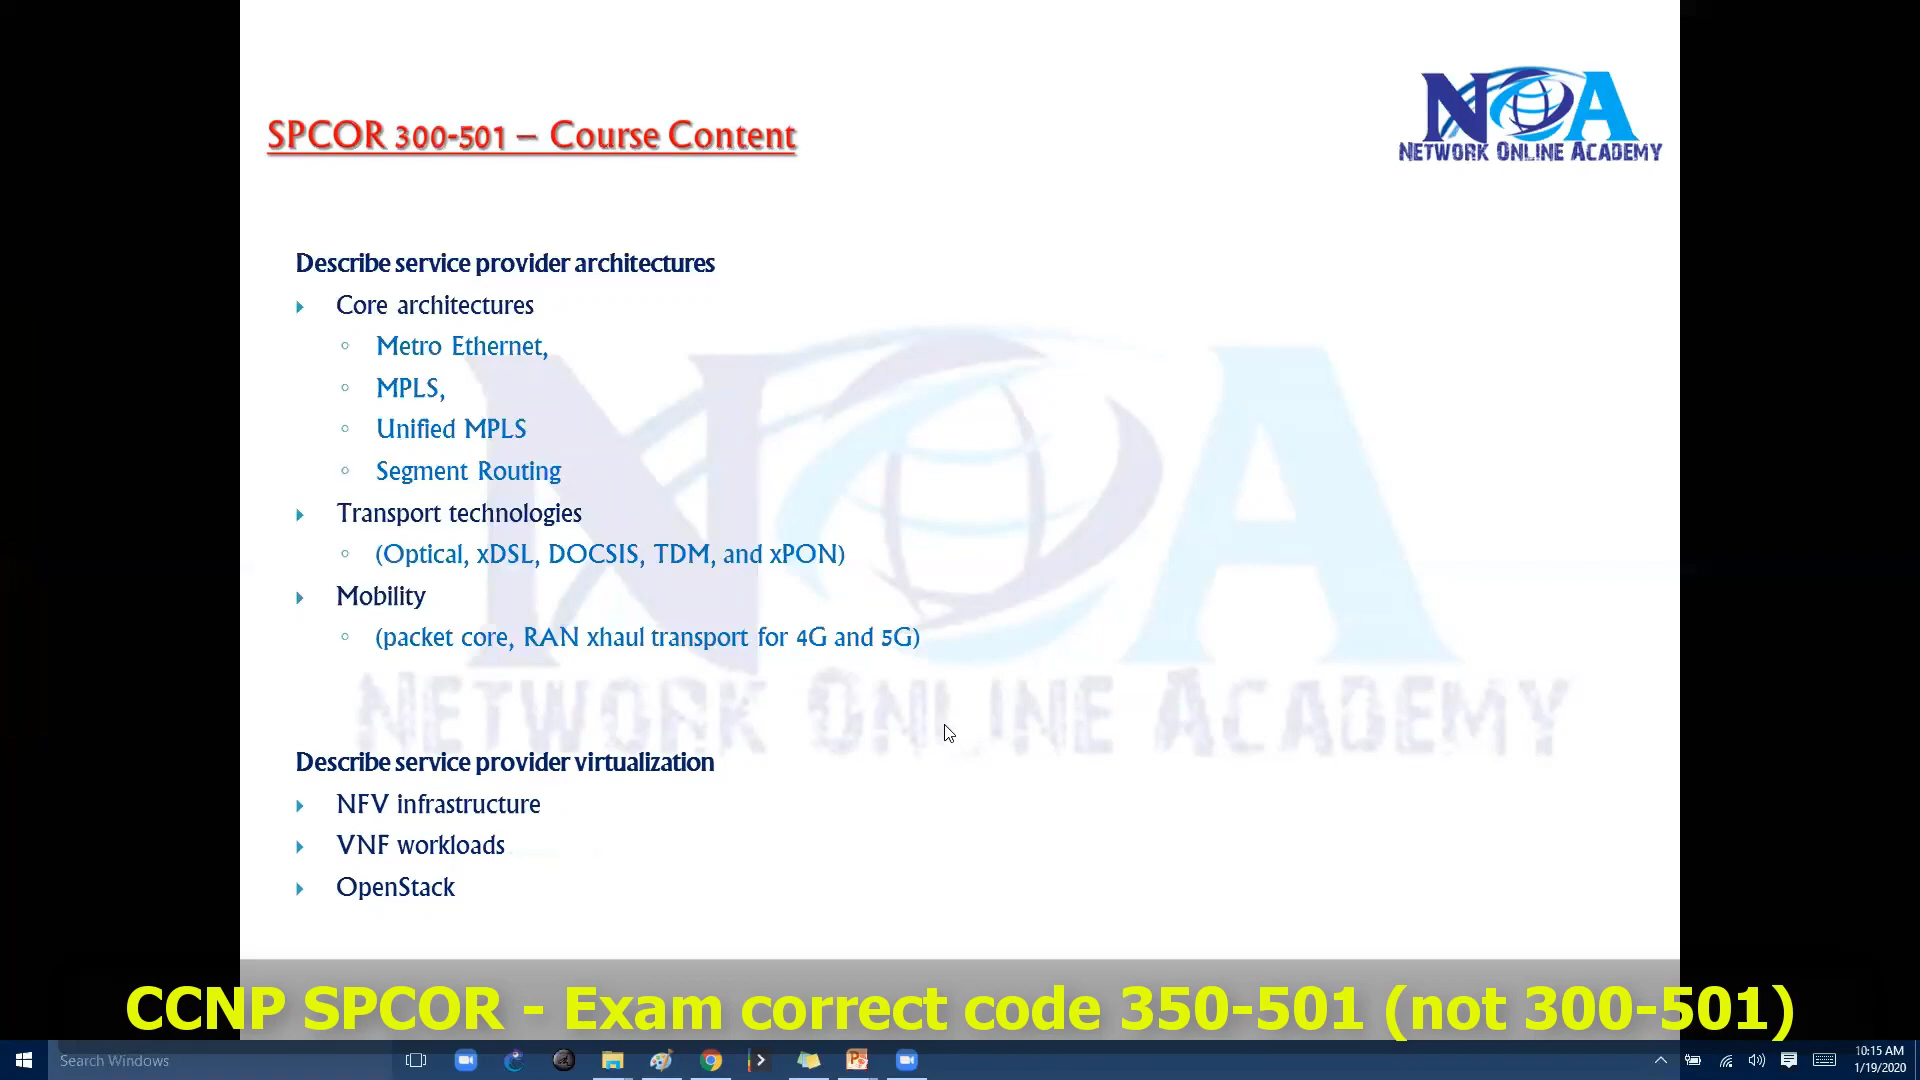 SPCOR 300-501 – Course Content
NOA
NETWORK ONLINE ACADEMY
Describe service provider architectures
Core architectures
Metro Ethernet,
MPLS,
Unified MPLS
Segment Routing
Transport technologies
(Optical, xDSL, DOCSIS, TDM, and xPON)
Mobility
(packet core, RAN xhaul transport for 4G and 5G)
NOA
NETWORK ONLINE ACADEMY
Describe service provider virtualization
NFV infrastructure
VNF workloads
OpenStack
CCNP SPCOR - Exam correct code 350-501 (not 300-501)
Search Windows
10:15 AM
1/19/2020